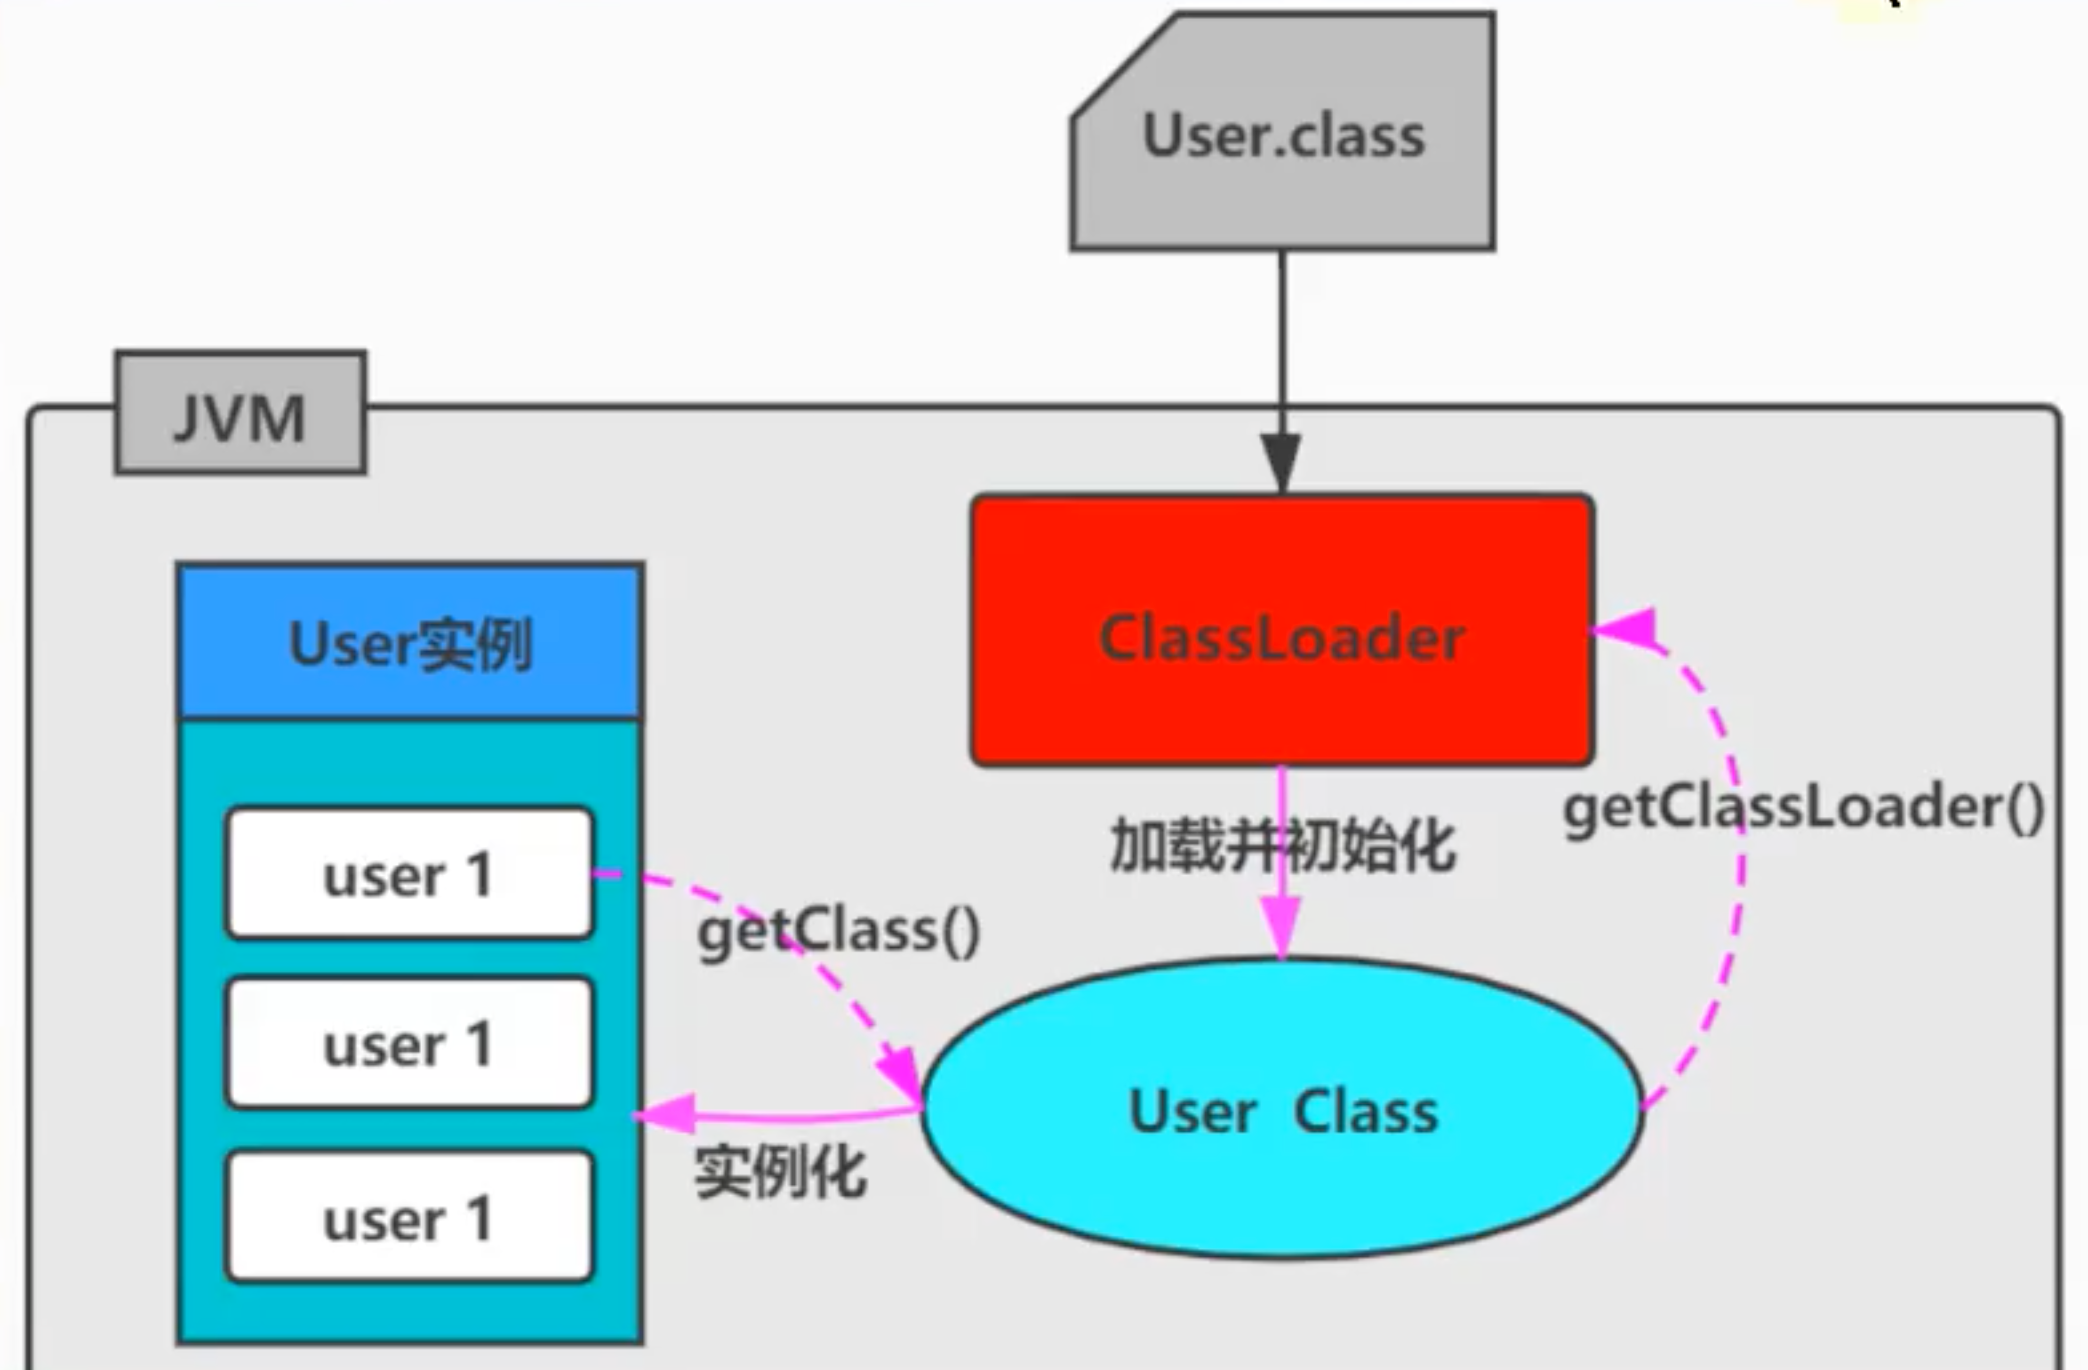 User.class
JVM
ClassLoader
User实例
加载并初始化
getClassLoader()
user 1
getClass()
user 1
User Class
实例化
user 1